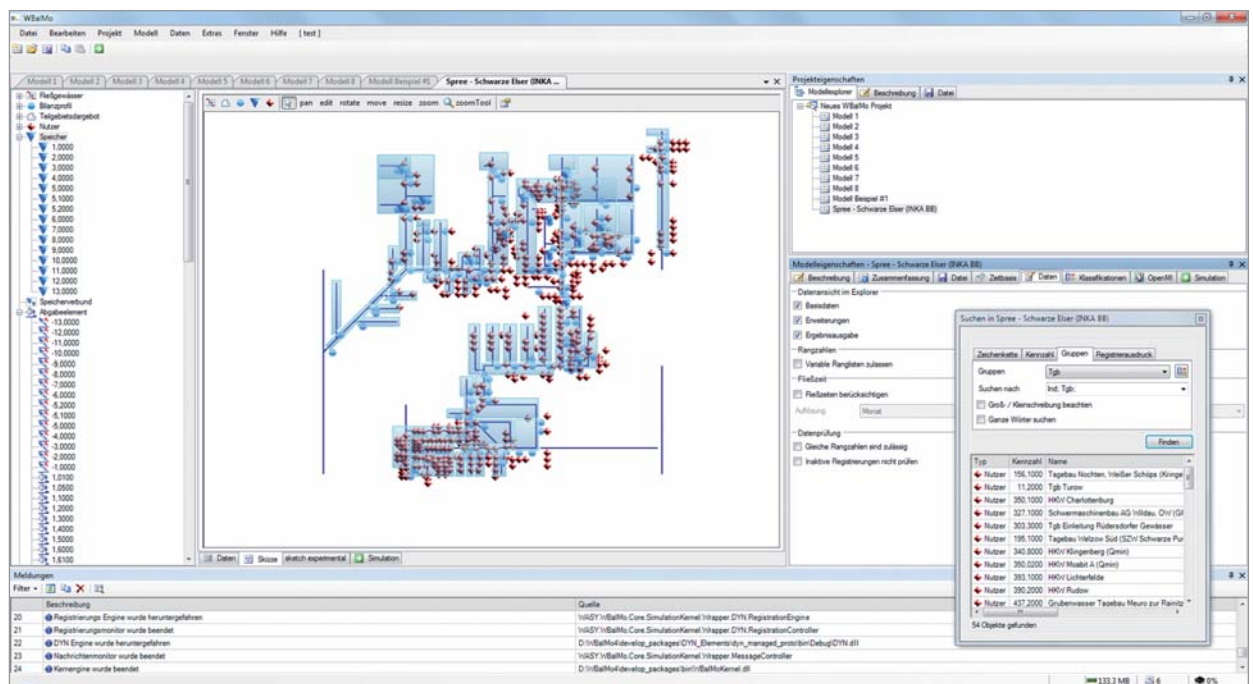 WBalMo
Datei Bearbeiten Projekt Modell Daten Extras Fenster Hilfe [ test ]
Modell 1 Modell 2 Modell 3 Modell 4 Modell 5 Modell 6 Modell 7 Modell 8 Modell Beispiel #1 Spree - Schwarze Elser (INKA ...
Fließgewässer
Bilanzprofil
Teilgebietsdargebot
Nutzer
Speicher
1,0000
2,0000
3,0000
4,0000
5,0000
5,1000
5,2000
6,0000
7,0000
8,0000
9,0000
10,0000
11,0000
12,0000
13,0000
Speicherverbund
Abgabeelement
-13,0000
-12,0000
-11,0000
-10,0000
-9,0000
-8,0000
-7,0000
-6,0000
-5,2000
-5,1000
-5,0000
-4,0000
-3,0000
-2,0000
-1,0000
1,0100
1,0500
1,1000
1,2000
1,3000
1,4000
1,5000
1,6000
1,6100
pan edit rotate move resize zoom zoomTool
Daten Skizze sketch experimental Simulation
Projekteigenschaften
Modellexplorer Beschreibung Datei
Neues WBalMo Projekt
Modell 1
Modell 2
Modell 3
Modell 4
Modell 5
Modell 6
Modell 7
Modell 8
Modell Beispiel #1
Spree - Schwarze Elser (INKA BB)
Modelleigenschaften - Spree - Schwarze Elser (INKA BB)
Beschreibung Zusammenfassung Datei Zeitbasis Daten Klassifikationen OpenMI Simulation
Datenansicht im Explorer
Basisdaten
Erweiterungen
Ergebnisausgabe
Rangzahlen
Variable Ranglisten zulassen
Fließzeit
Fließzeiten berücksichtigen
Auflösung Monat
Datenprüfung
Gleiche Rangzahlen sind zulässig
Inaktive Registrierungen nicht prüfen
Suchen in Spree - Schwarze Elser (INKA BB)
Zeichenkette Kennzahl Gruppen Registrierausdruck
Gruppen Tgb
Suchen nach Ind; Tgb;
Groß- / Kleinschreibung beachten
Ganze Wörter suchen
Finden
Typ Kennzahl Name
Nutzer 156,1000 Tagebau Nochten, Weißer Schöps (Kringe
Nutzer 11,2000 Tgb Turow
Nutzer 350,1000 HKW Charlottenburg
Nutzer 327,1000 Schwermaschinenbau AG Wildau, OW (Gf
Nutzer 303,3000 Tgb Einleitung Rüdersdorfer Gewässer
Nutzer 195,1000 Tagebau Welzow Süd (SZW Schwarze Pur
Nutzer 340,8000 HKW Klingenberg (Qmin)
Nutzer 350,0200 HKW Moabit A (Qmin)
Nutzer 393,1000 HKW Lichterfelde
Nutzer 390,2000 HKW Rudow
Nutzer 437,2000 Grubenwasser Tagebau Meuro zur Rainitz
54 Objekte gefunden
Meldungen
Filter
Beschreibung Quelle
20 Registrierungs Engine wurde heruntergefahren WASY.WBalMo.Core.SimulationKernel.Wrapper.DYN.RegistrationEngine
21 Registrierungsmonitor wurde beendet WASY.WBalMo.Core.SimulationKernel.Wrapper.DYN.RegistrationController
22 DYN Engine wurde heruntergefahren D:\WBalMo4\develop_packages\DYN_Elements\dyn_managed_proto\bin\Debug\DYN.dll
23 Nachrichtenmonitor wurde beendet WASY.WBalMo.Core.SimulationKernel.Wrapper.MessageController
24 Kernengine wurde beendet D:\WBalMo4\develop_packages\bin\WBalMoKernel.dll
133.3 MB 6 0%